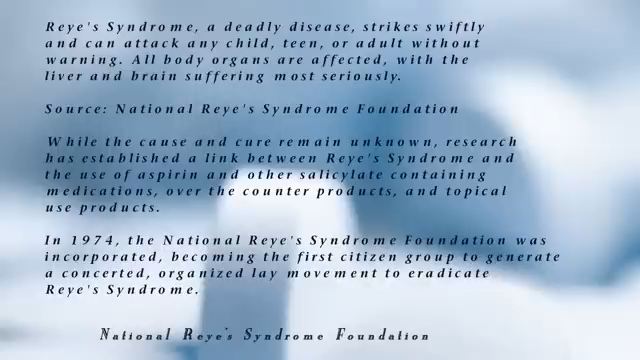 Reye's Syndrome, a deadly disease, strikes swiftly
and can attack any child, teen, or adult without
warning. All body organs are affected, with the
liver and brain suffering most seriously.
Source: National Reye's Syndrome Foundation
While the cause and cure remain unknown, research
has established a link between Reye's Syndrome and
the use of aspirin and other salicylate containing
medications, over the counter products, and topical
use products.
In 1974, the National Reye's Syndrome Foundation was
incorporated, becoming the first citizen group to generate
a concerted, organized lay movement to eradicate
Reye's Syndrome.
National Reye's Syndrome Foundation